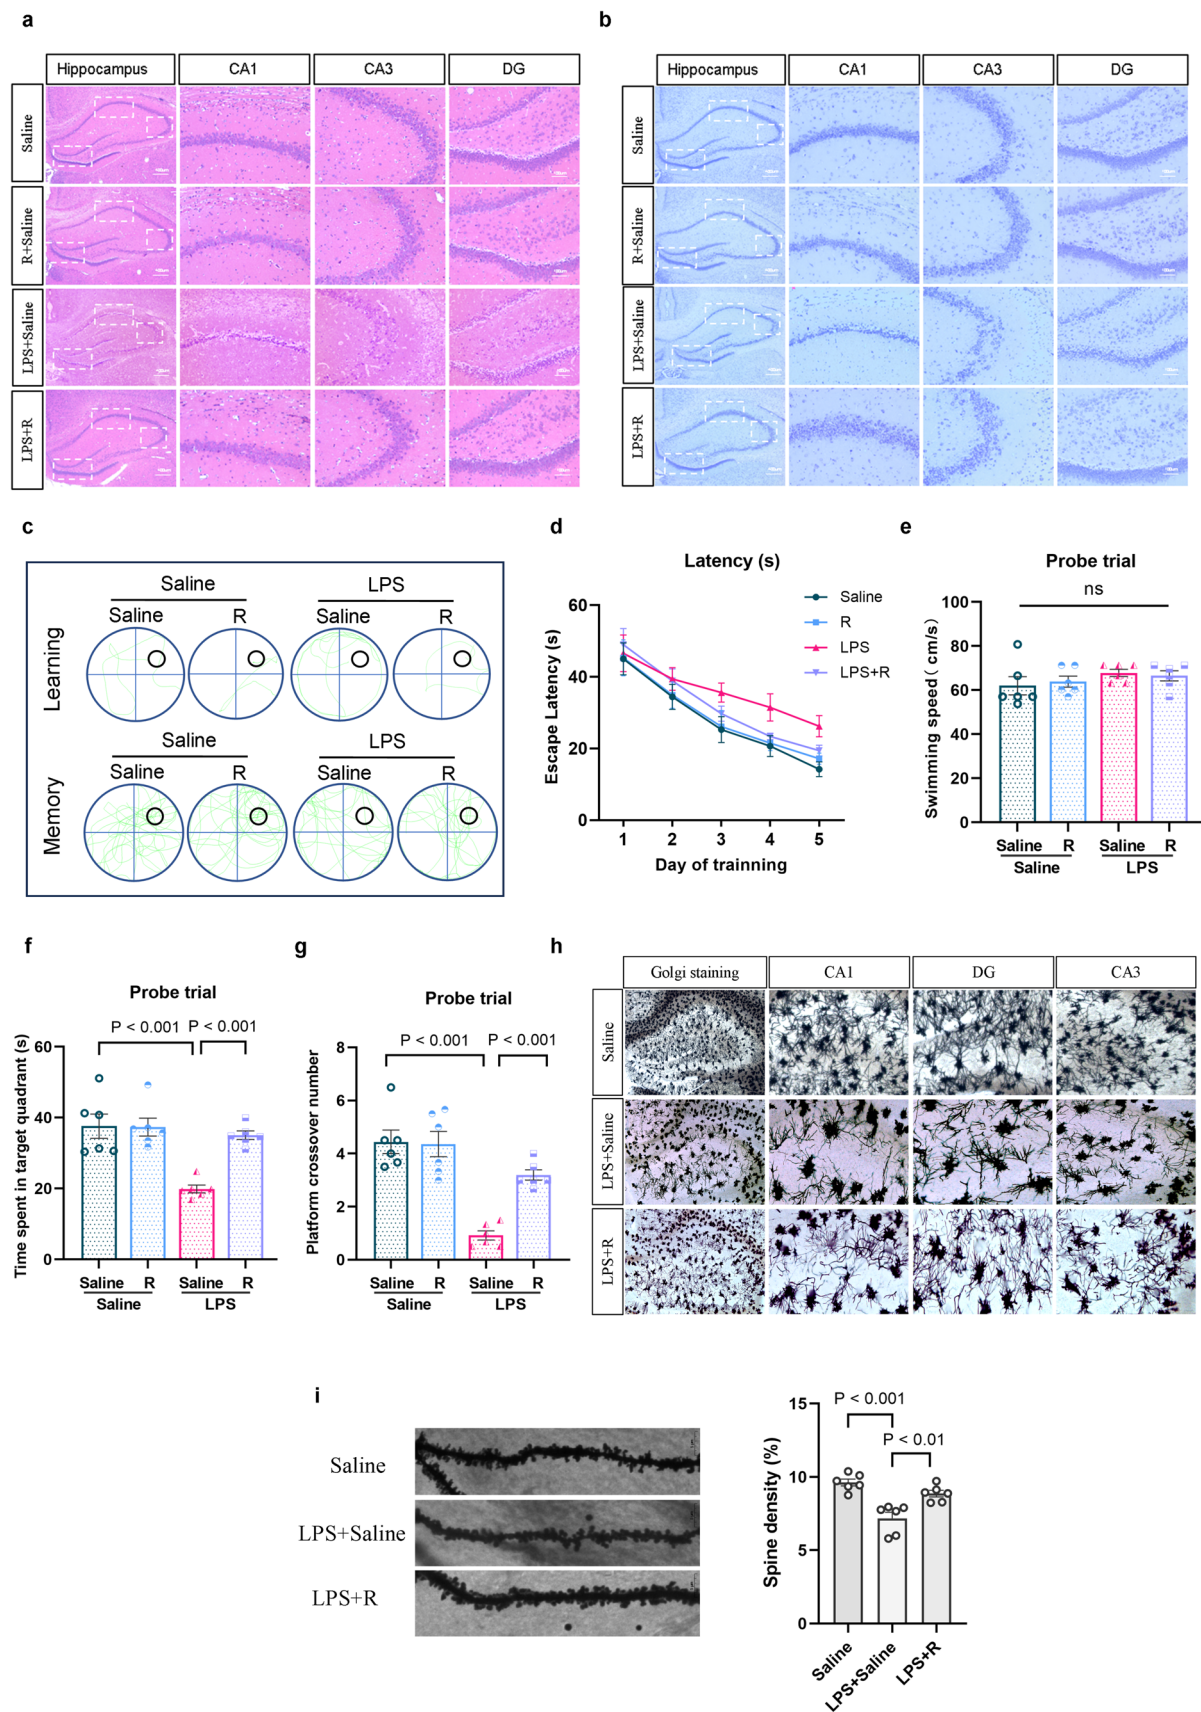 a
Hippocampus CA1 CA3 DG
Saline
R+Saline
LPS+Saline
LPS+R
b
Hippocampus CA1 CA3 DG
Saline
R+Saline
LPS+Saline
LPS+R
c
Saline LPS
Saline R Saline R
Learning
Saline LPS
Saline R Saline R
Memory
d
Latency (s)
Saline
R
LPS
LPS+R
Escape Latency (s)
60
40
20
0
1 2 3 4 5
Day of trainning
e
Probe trial
ns
Swimming speed ( cm/s)
100
80
60
40
20
0
Saline R Saline R
Saline LPS
f
Probe trial
P < 0.001 P < 0.001
Time spent in target quadrant (s)
60
40
20
0
Saline R Saline R
Saline LPS
g
Probe trial
P < 0.001 P < 0.001
Platform crossover number
8
6
4
2
0
Saline R Saline R
Saline LPS
h
Golgi staining CA1 DG CA3
Saline
LPS+Saline
LPS+R
i
Saline
LPS+Saline
LPS+R
P < 0.001
P < 0.01
Spine density (%)
15
10
5
0
Saline
LPS+Saline
LPS+R